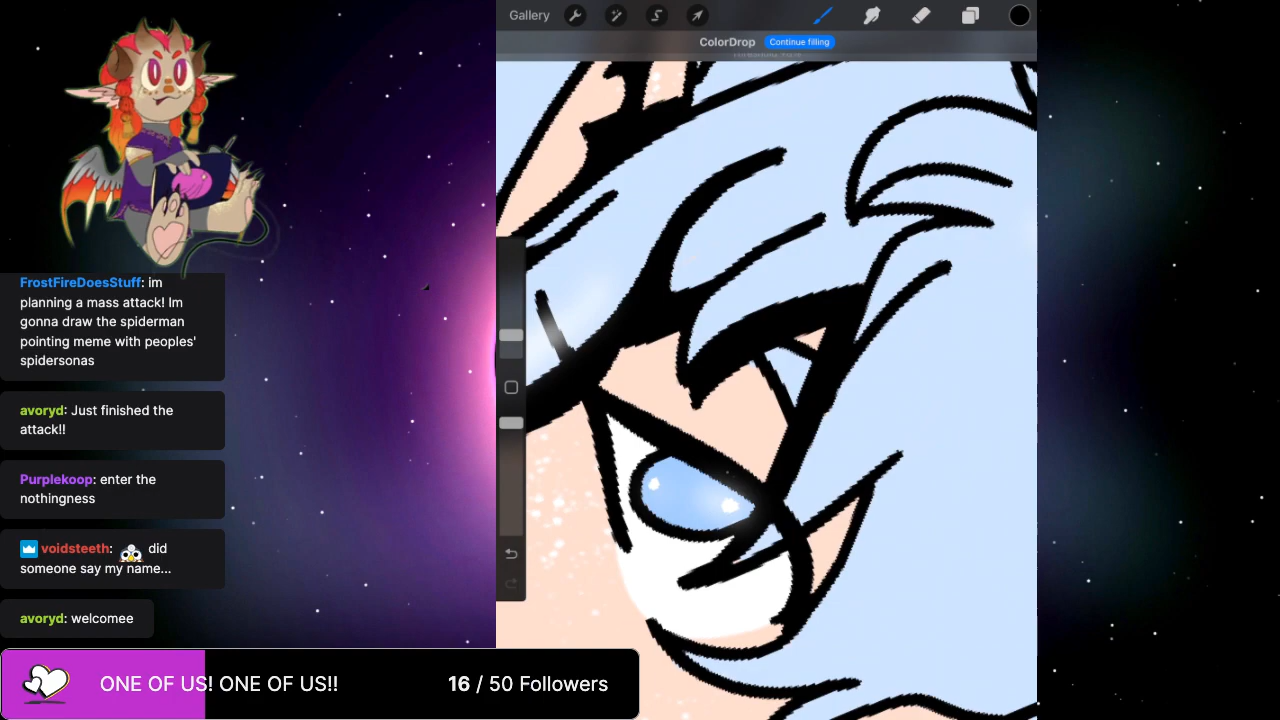 Gallery
ColorDrop Continue filling
FrostFireDoesStuff: im
planning a mass attack! Im
gonna draw the spiderman
pointing meme with peoples'
spidersonas
avoryd: Just finished the
attack!!
Purplekoop: enter the
nothingness
voidsteeth: did
someone say my name...
avoryd: welcomee
ONE OF US! ONE OF US!! 16 / 50 Followers